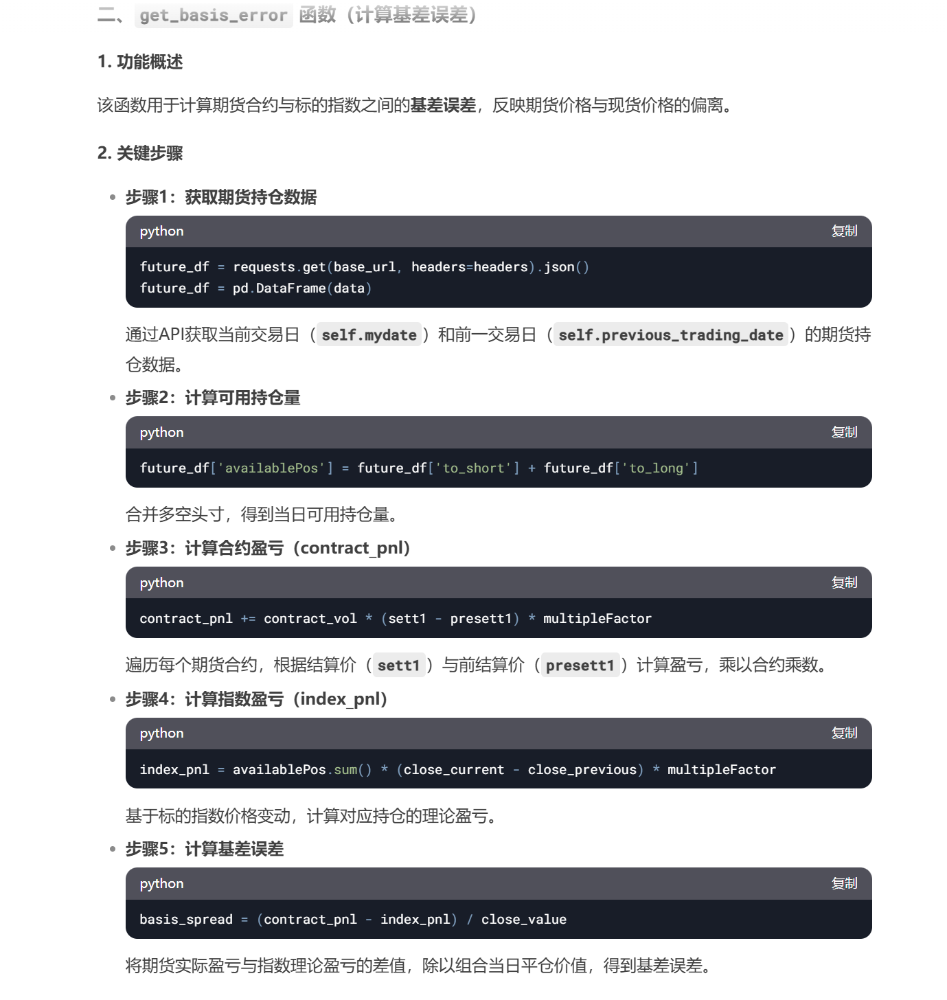 二、 get_basis_error 函数（计算基差误差）
1. 功能概述
该函数用于计算期货合约与标的指数之间的基差误差，反映期货价格与现货价格的偏离。
2. 关键步骤
• 步骤1：获取期货持仓数据
python 复制
future_df = requests.get(base_url, headers=headers).json()
future_df = pd.DataFrame(data)
通过API获取当前交易日（ self.mydate ）和前一交易日（ self.previous_trading_date ）的期货持
仓数据。
• 步骤2：计算可用持仓量
python 复制
future_df['availablePos'] = future_df['to_short'] + future_df['to_long']
合并多空头寸，得到当日可用持仓量。
• 步骤3：计算合约盈亏（contract_pnl）
python 复制
contract_pnl += contract_vol * (sett1 - presett1) * multipleFactor
遍历每个期货合约，根据结算价（ sett1 ）与前结算价（ presett1 ）计算盈亏，乘以合约乘数。
• 步骤4：计算指数盈亏（index_pnl）
python 复制
index_pnl = availablePos.sum() * (close_current - close_previous) * multipleFactor
基于标的指数价格变动，计算对应持仓的理论盈亏。
• 步骤5：计算基差误差
python 复制
basis_spread = (contract_pnl - index_pnl) / close_value
将期货实际盈亏与指数理论盈亏的差值，除以组合当日平仓价值，得到基差误差。